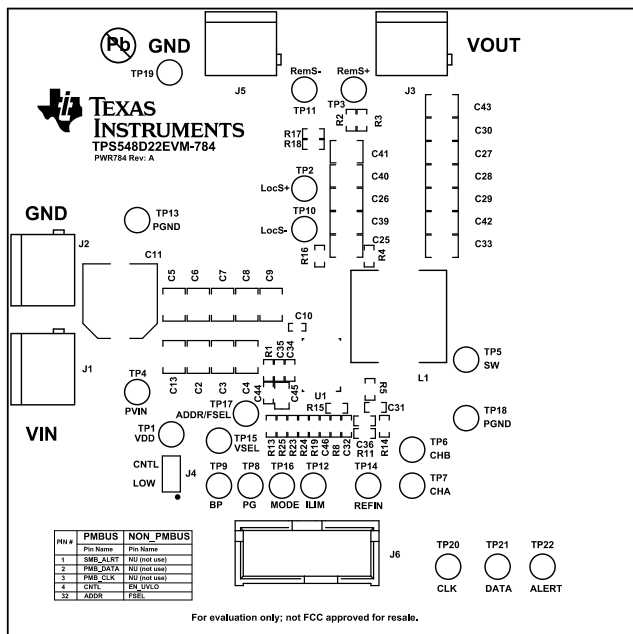 Pb GND
TP19
J5
VOUT
J3
RemS- RemS+
TP11 TP3
TEXAS
INSTRUMENTS
TPS548D22EVM-784
PWR784 Rev: A
R17
R18
R2
R3
C43
C30
C27
C28
C29
C42
C33
C41
C40
C26
C39
C25
TP2
LocS+
TP10
LocS-
R16
R4
GND
J2
TP13
PGND
C11
C5 C6 C7 C8 C9
C10
J1
VIN
TP4
PVIN
C13 C2 C3 C4
R1 C35 C34
C44 C45
U1
L1
TP5
SW
TP18
PGND
TP17
ADDR/FSEL
R15
R5
C31
TP1
VDD
TP15
VSEL
R13 R25 R23 R24 R19 C46 R8 C32
C36
R11
R14
TP6
CHB
TP7
CHA
CNTL
LOW
J4
TP9 TP8 TP16 TP12 TP14
BP PG MODE ILIM REFIN
J6
TP20 TP21 TP22
CLK DATA ALERT
PIN # PMBUS NON_PMBUS
Pin Name Pin Name
1 SMB_ALRT NU (not use)
2 PMB_DATA NU (not use)
3 PMB_CLK NU (not use)
4 CNTL EN_UVLO
32 ADDR FSEL
For evaluation only; not FCC approved for resale.